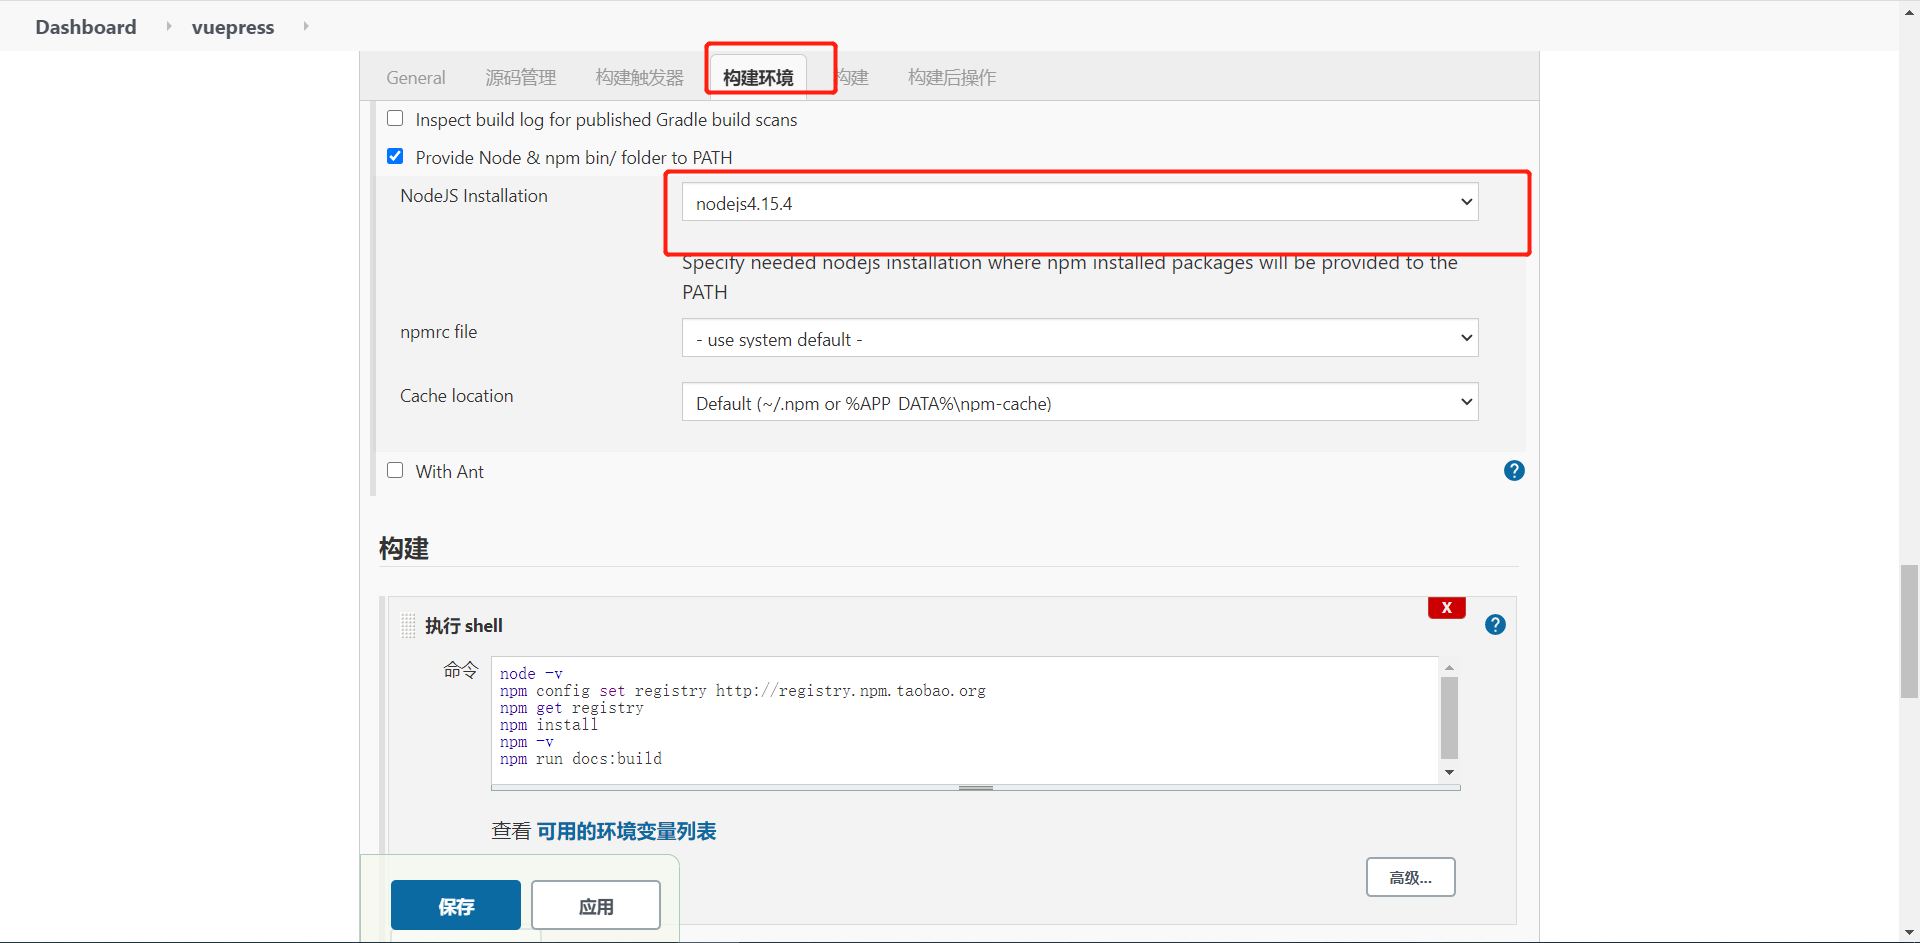 Dashboard vuepress
General 源码管理 构建触发器 构建环境 构建 构建后操作
Inspect build log for published Gradle build scans
Provide Node & npm bin/ folder to PATH
NodeJS Installation nodejs4.15.4
Specify needed nodejs installation where npm installed packages will be provided to the
PATH
npmrc file - use system default -
Cache location Default (~/.npm or %APP_DATA%\npm-cache)
With Ant ?
构建
X
执行 shell ?
命令 node -v
npm config set registry http://registry.npm.taobao.org
npm get registry
npm install
npm -v
npm run docs:build
查看 可用的环境变量列表
高级...
保存 应用